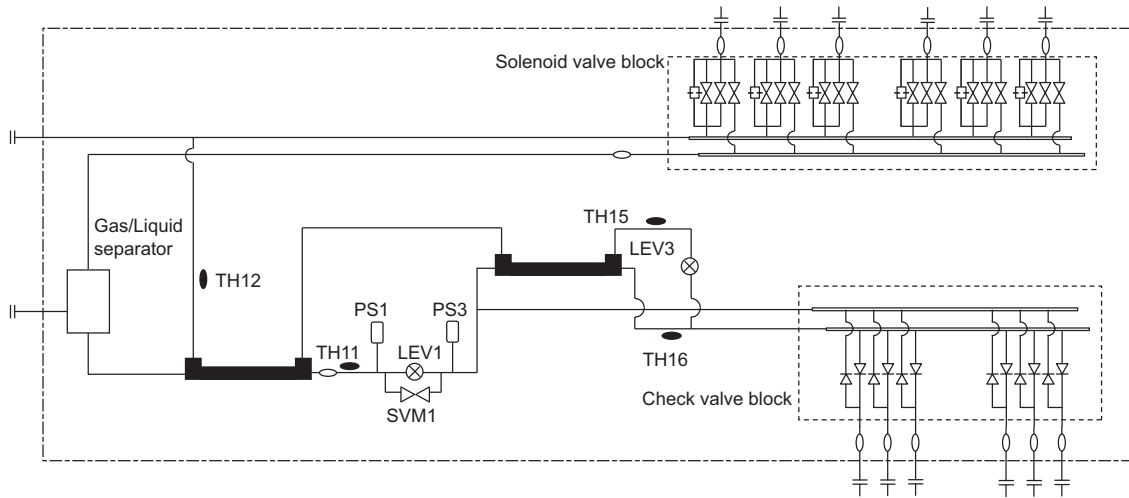 Solenoid valve block
Gas/Liquid
separator
TH15
LEV3
TH12
PS1
PS3
TH11
LEV1
TH16
SVM1
Check valve block